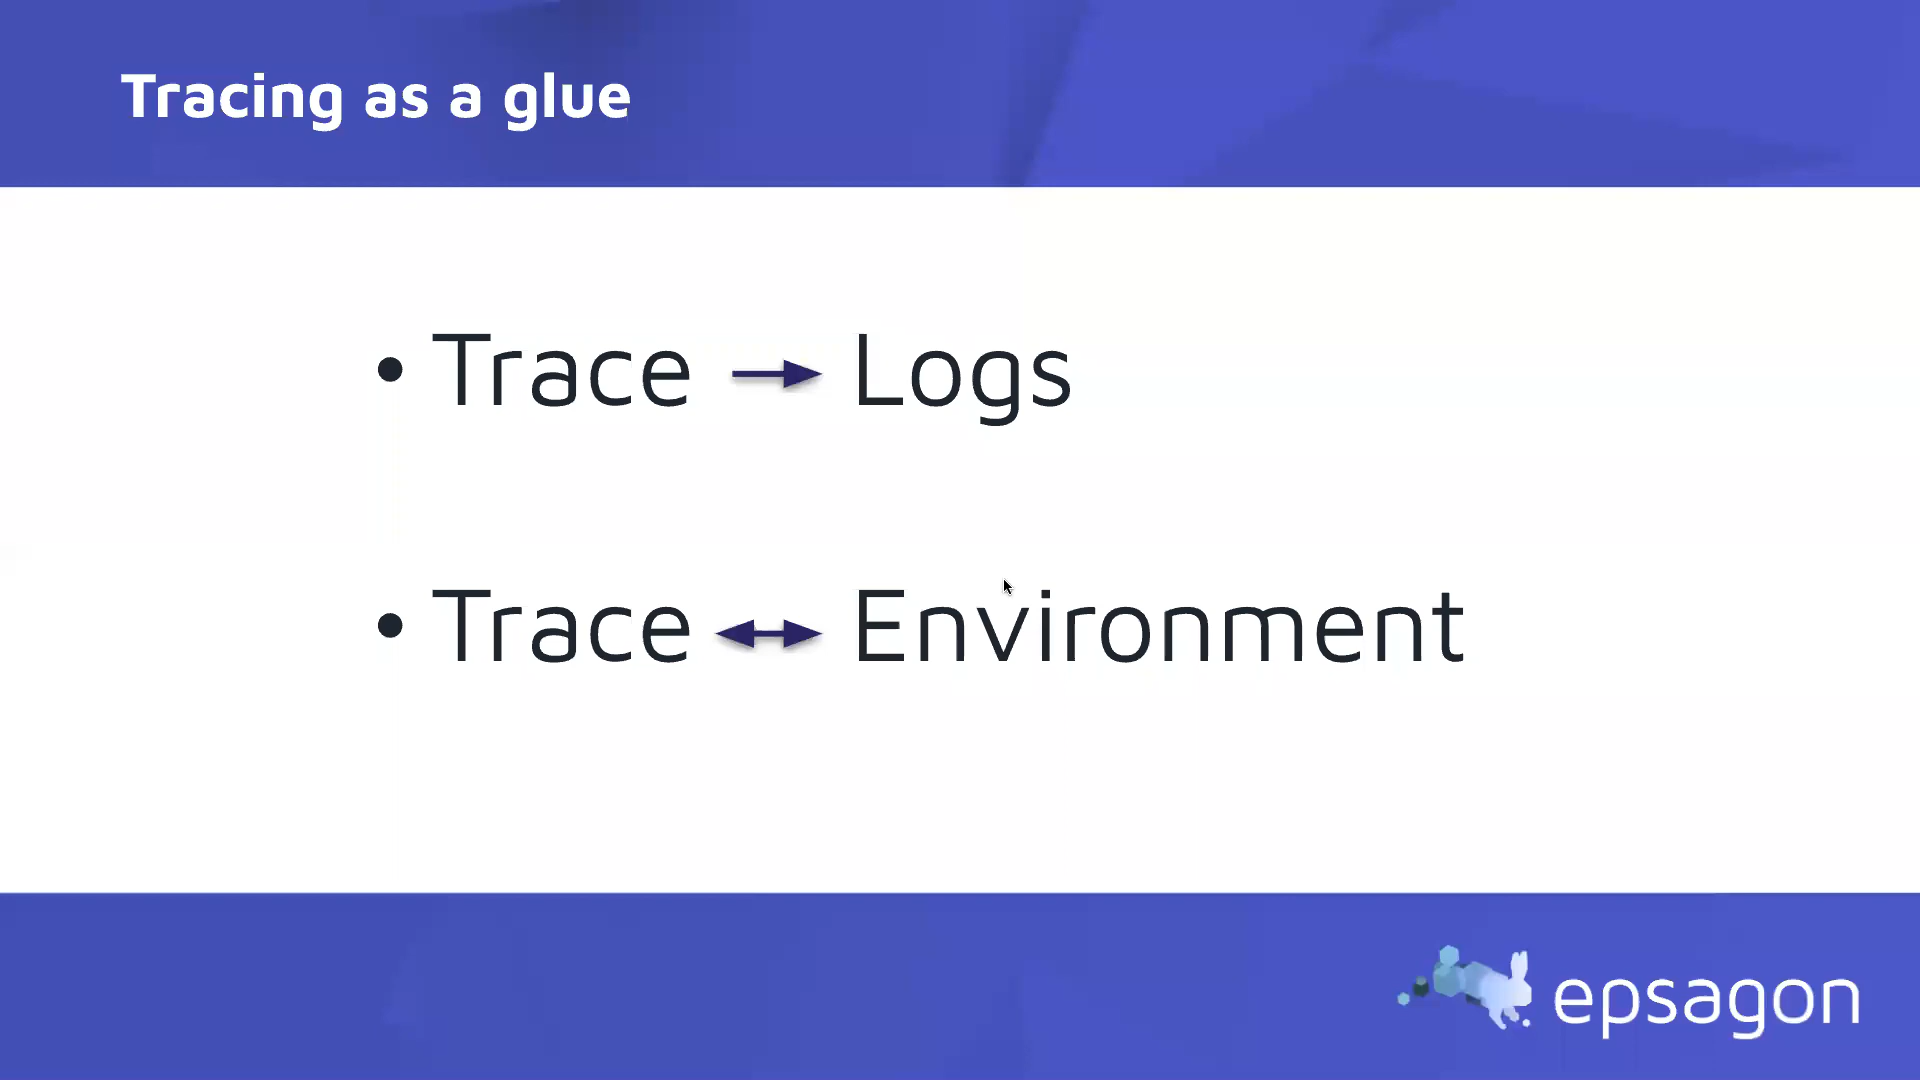 Tracing as a glue
• Trace → Logs
• Trace ↔ Environment
epsagon